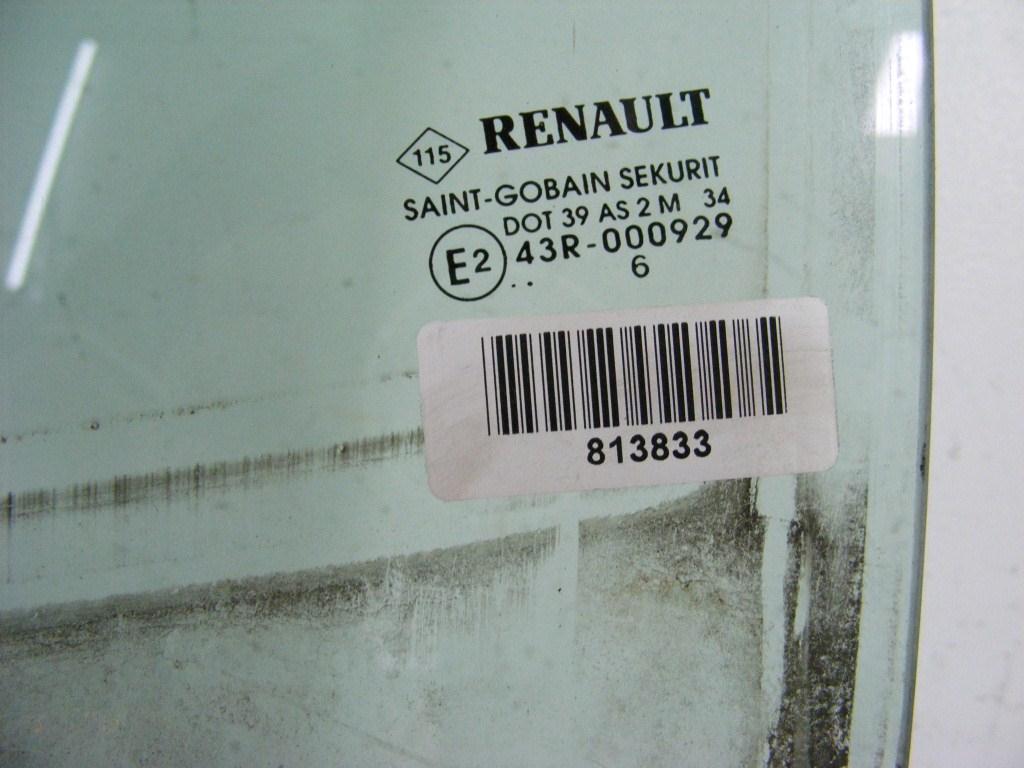 115 RENAULT
SAINT-GOBAIN SEKURIT
DOT 39 AS 2 M 34
E2 43R-000929
.. 6
813833